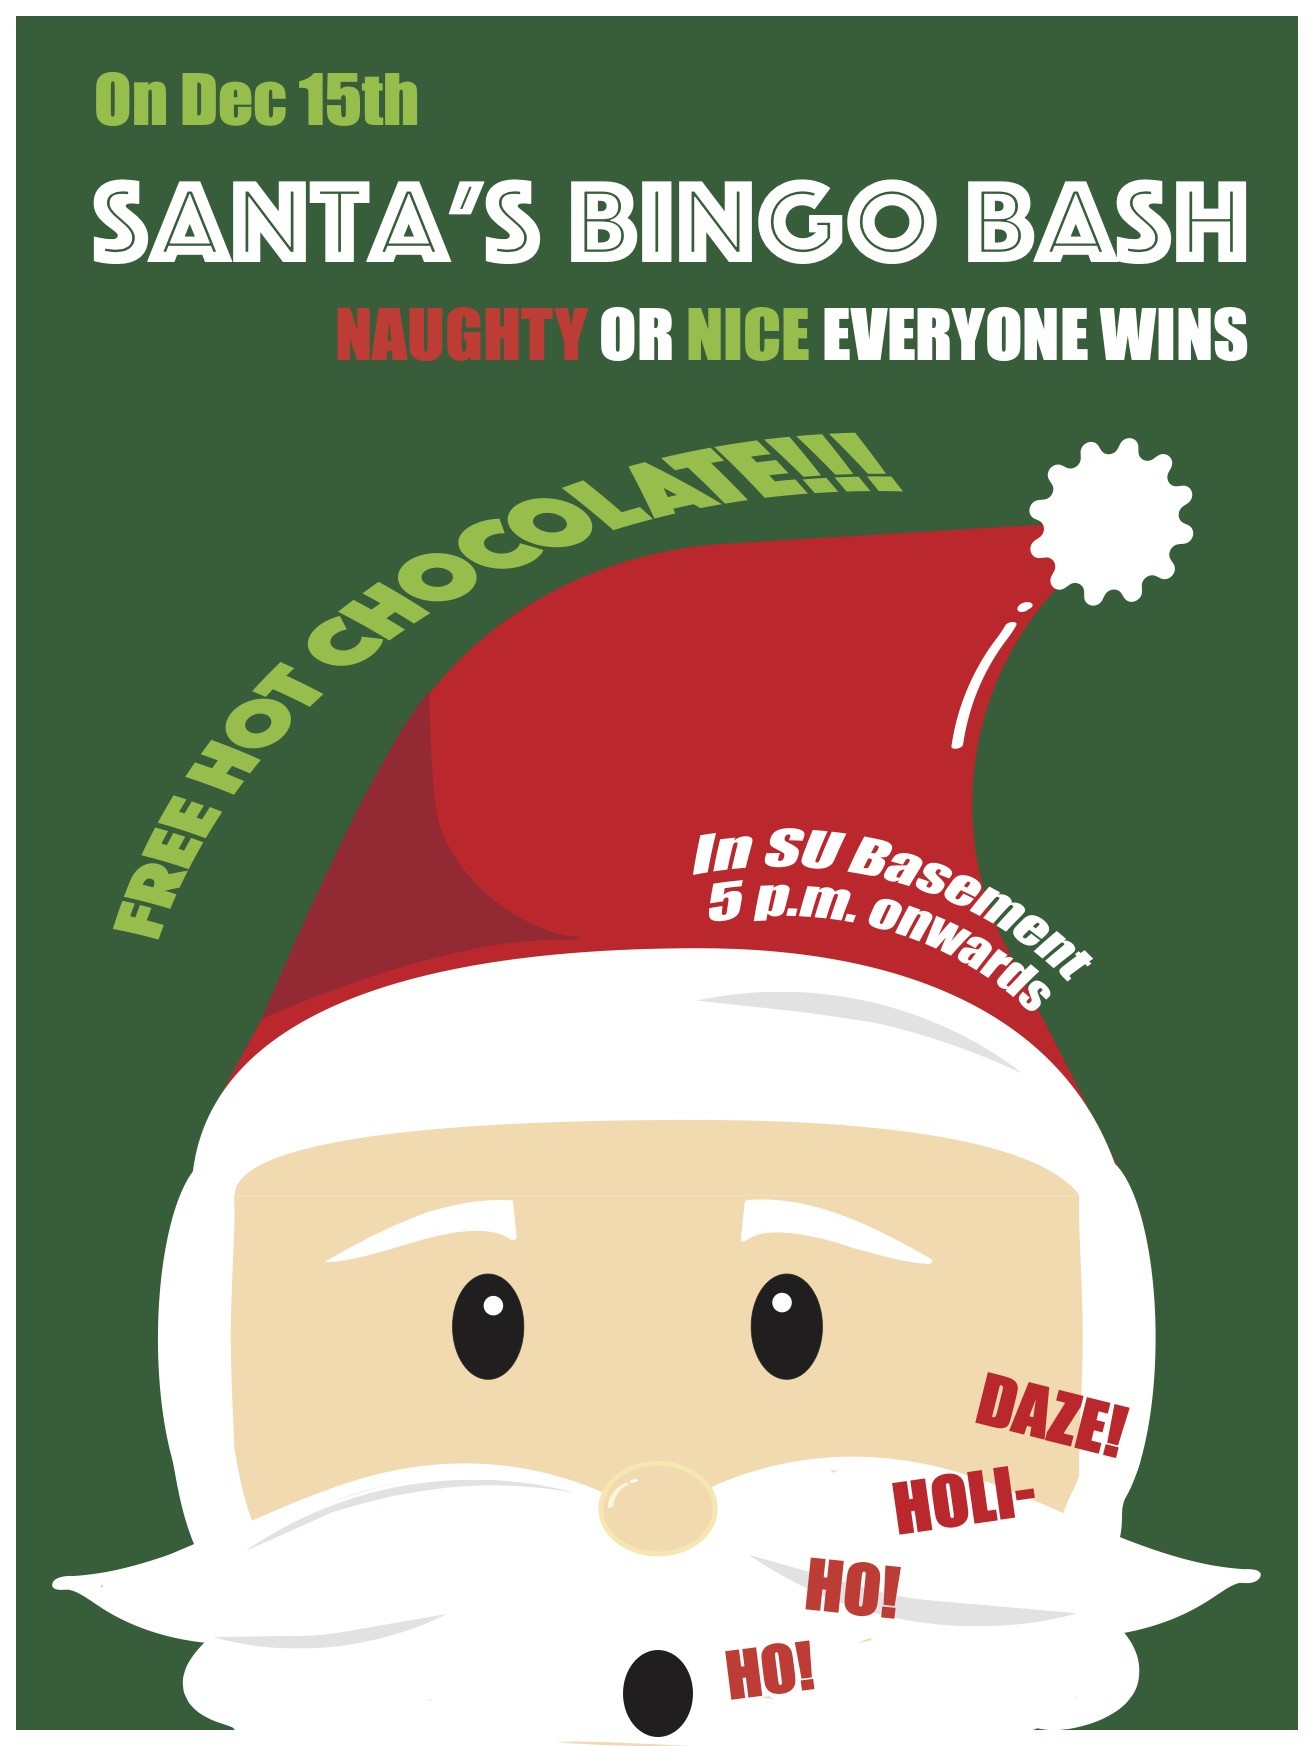 On Dec 15th
SANTA'S BINGO BASH
NAUGHTY OR NICE EVERYONE WINS
FREE HOT CHOCOLATE!!!
In SU Basement
5 p.m. onwards
DAZE!
HOLI-
HO!
HO!